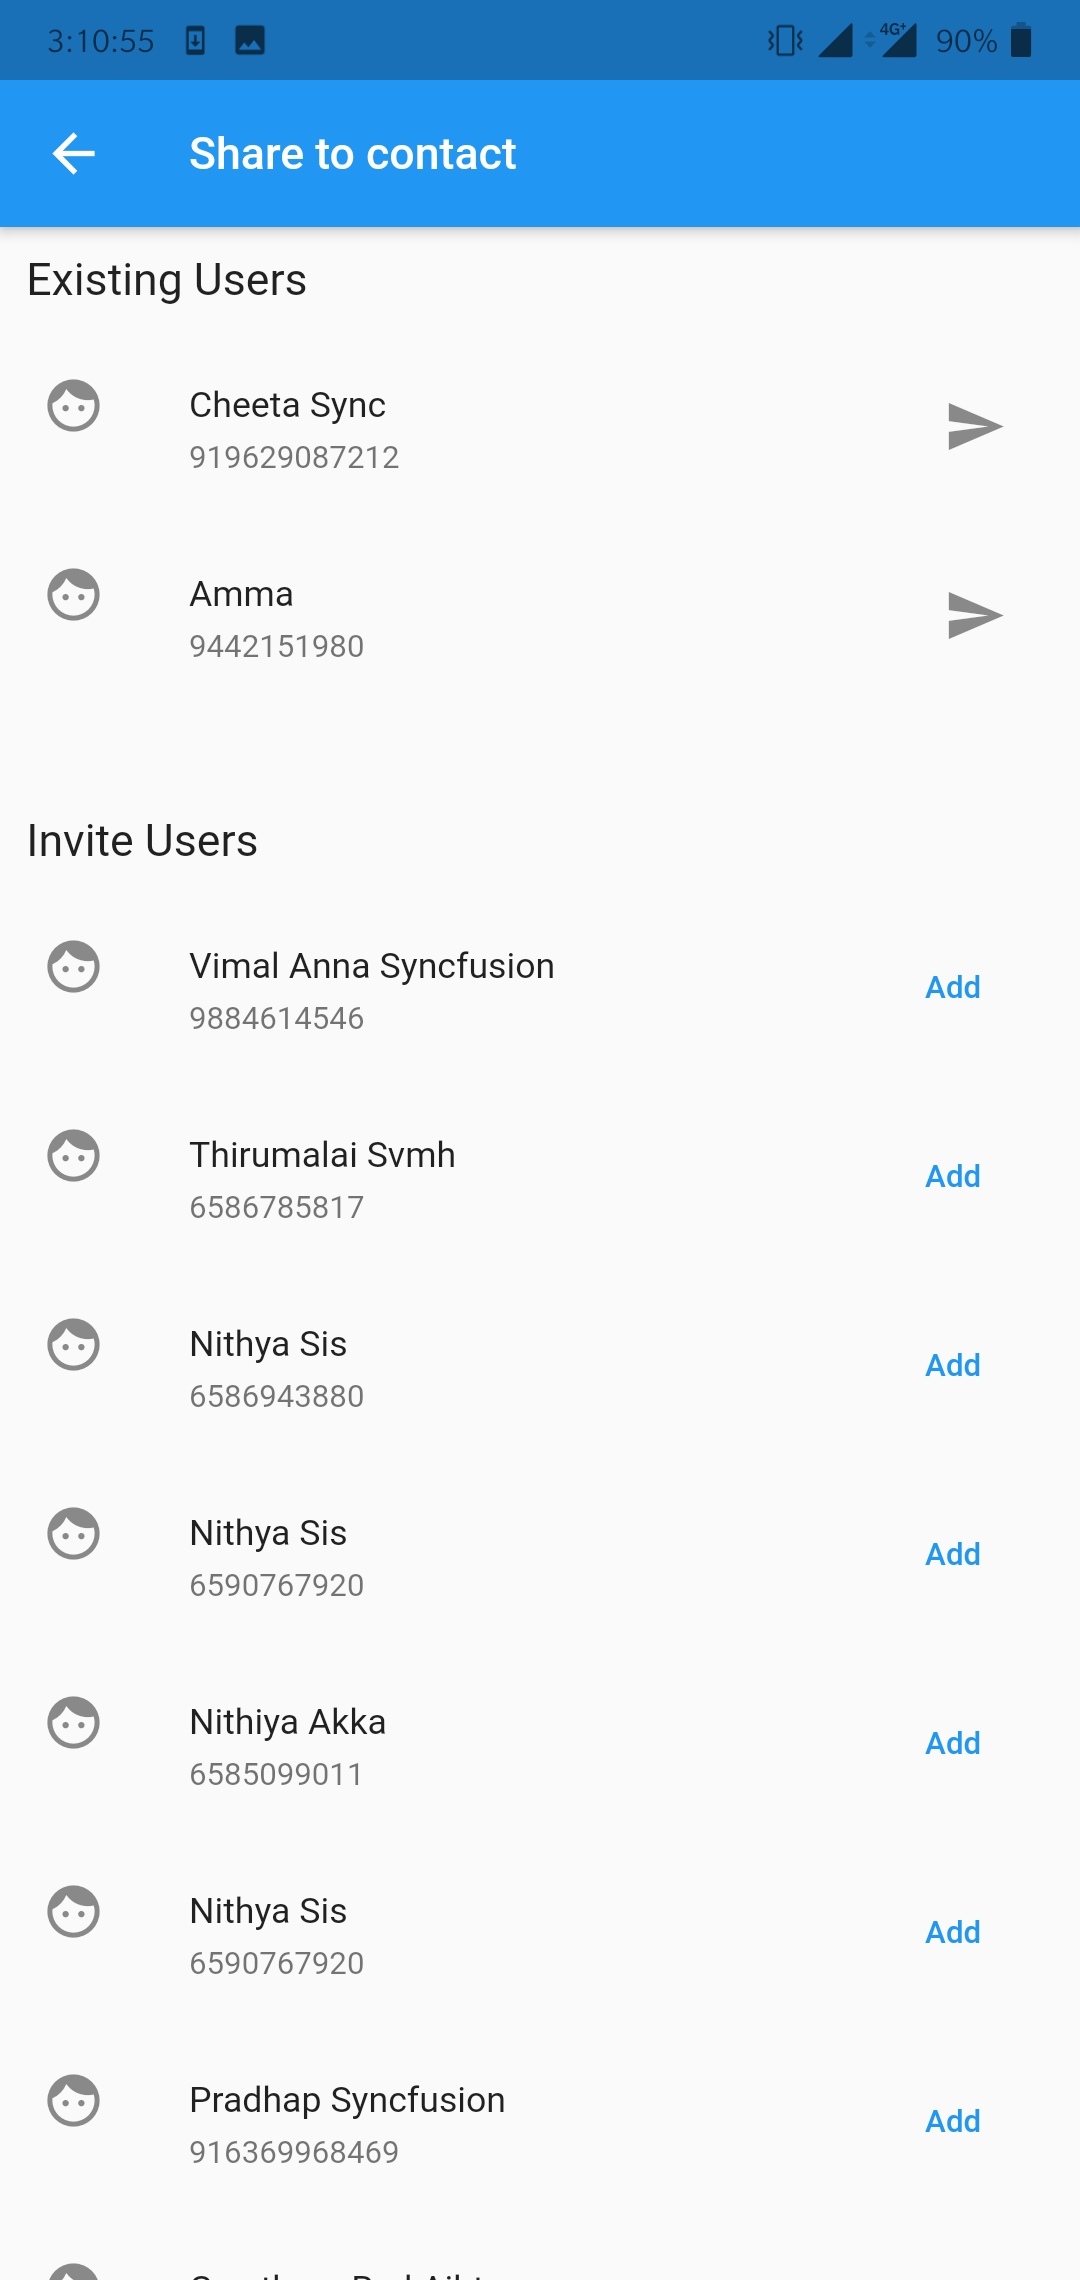 3:10:55 4G+ 90%
Share to contact
Existing Users
Cheeta Sync
919629087212
Amma
9442151980
Invite Users
Vimal Anna Syncfusion
9884614546
Add
Thirumalai Svmh
6586785817
Add
Nithya Sis
6586943880
Add
Nithya Sis
6590767920
Add
Nithiya Akka
6585099011
Add
Nithya Sis
6590767920
Add
Pradhap Syncfusion
916369968469
Add